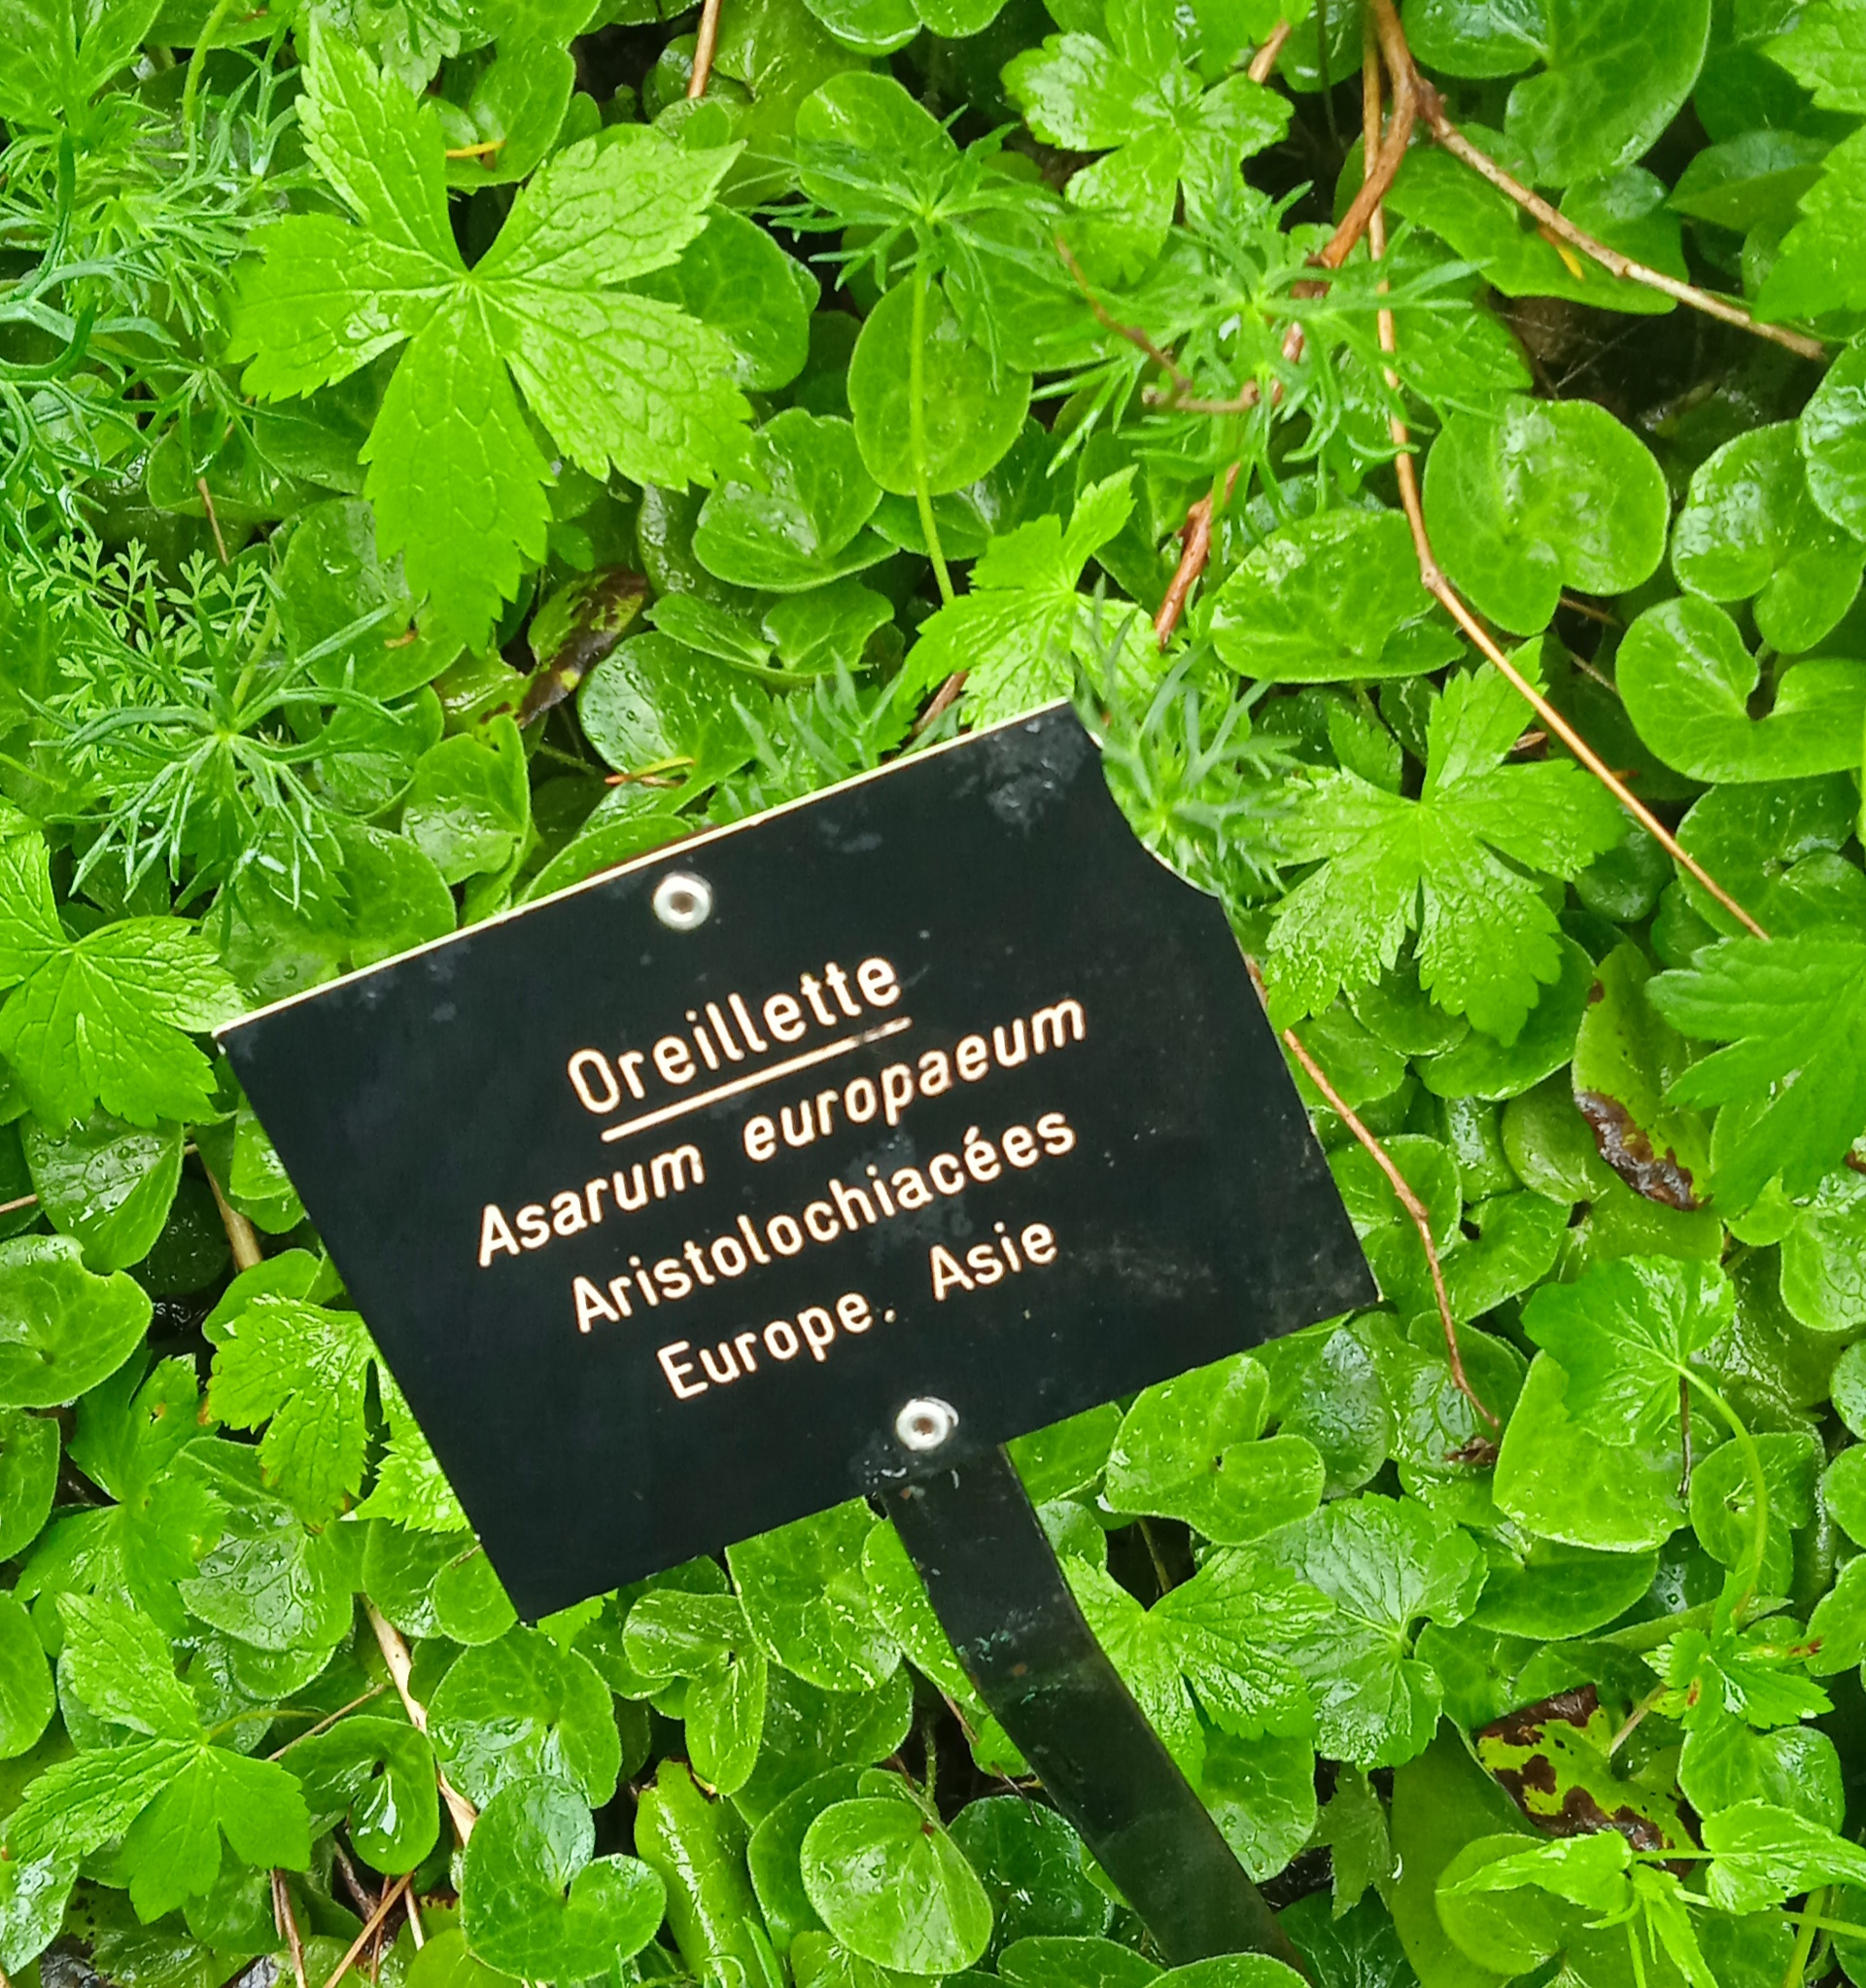 Oreillette
Asarum europaeum
Aristolochiacées
Europe. Asie